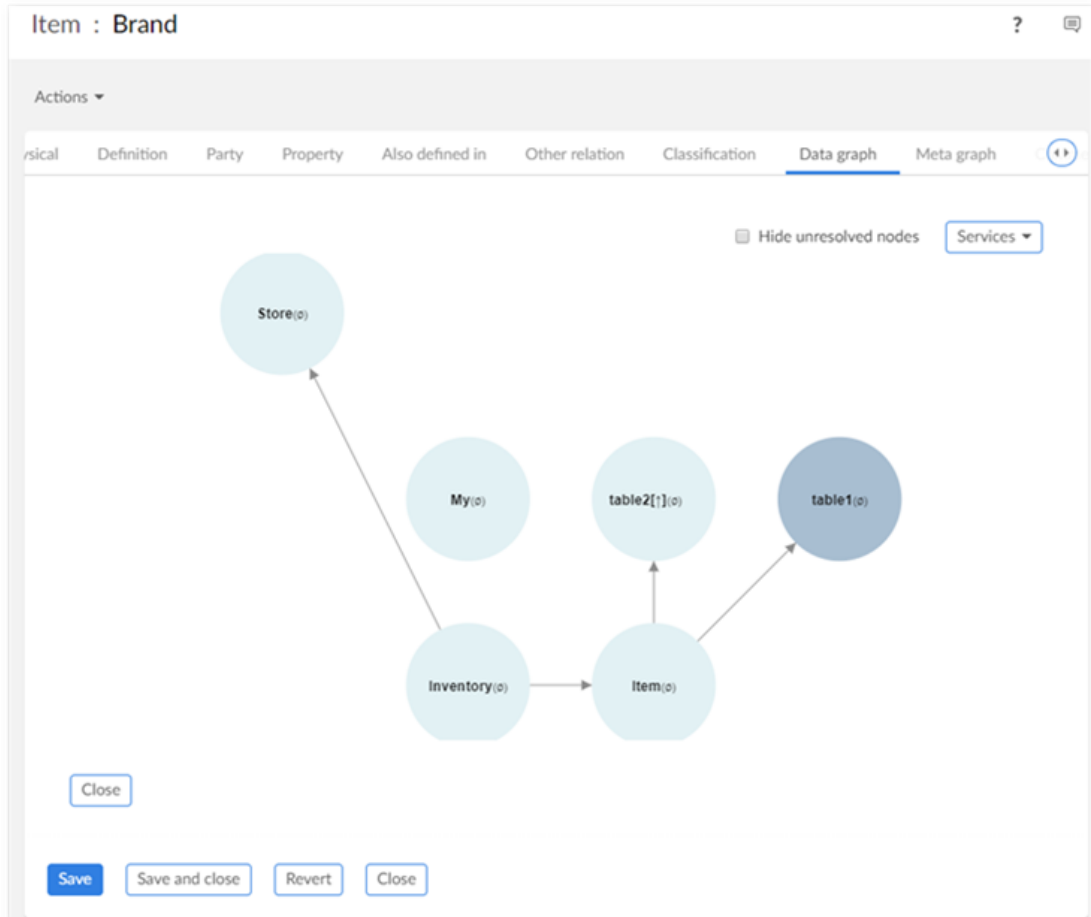 Item : Brand ?
Actions
ysical Definition Party Property Also defined in Other relation Classification Data graph Meta graph
Hide unresolved nodes Services
Store(ø)
My(ø) table2[↑](ø) table1(ø)
Inventory(ø) Item(ø)
Close
Save Save and close Revert Close